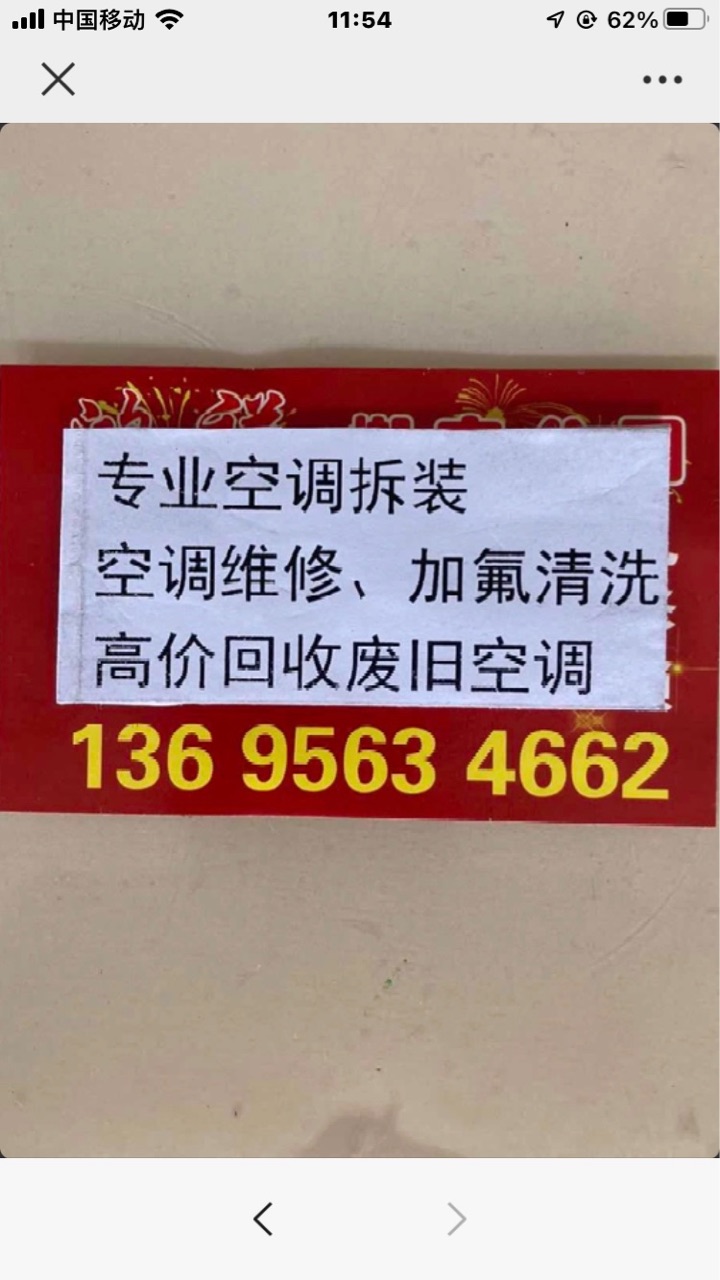 中国移动 11:54 62%
专业空调拆装
空调维修、加氟清洗
高价回收废旧空调
136 9563 4662